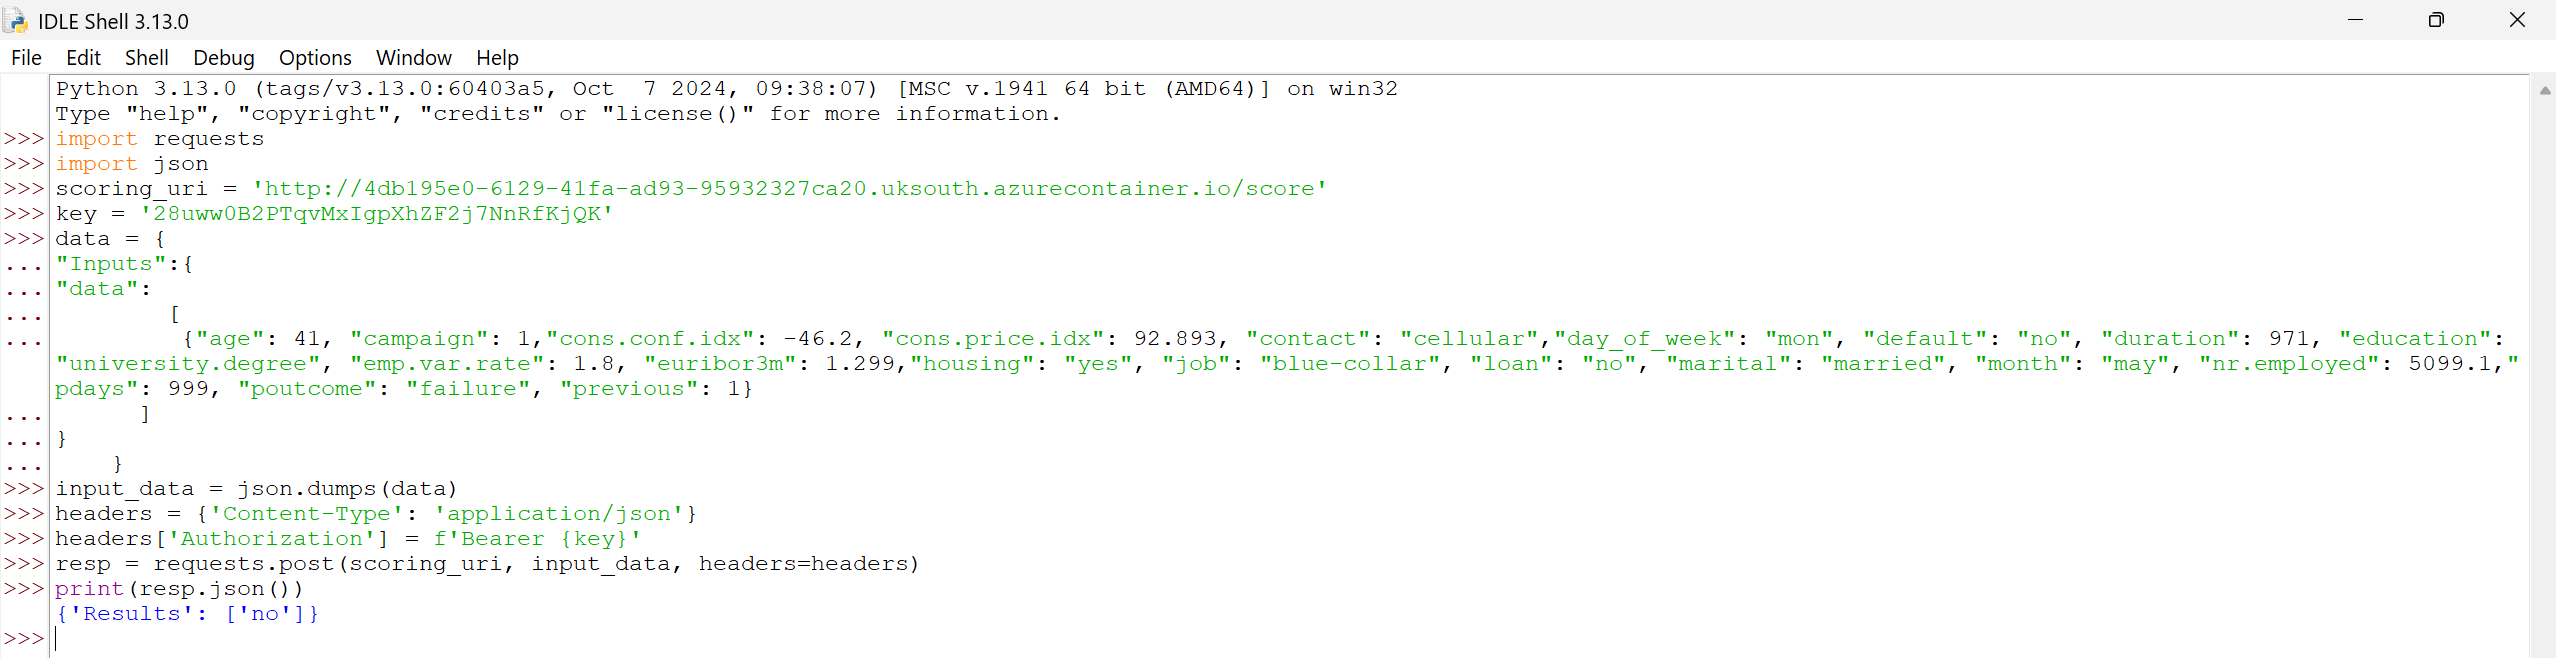 IDLE Shell 3.13.0
File Edit Shell Debug Options Window Help
Python 3.13.0 (tags/v3.13.0:60403a5, Oct  7 2024, 09:38:07) [MSC v.1941 64 bit (AMD64)] on win32
Type "help", "copyright", "credits" or "license()" for more information.
>>> import requests
>>> import json
>>> scoring_uri = 'http://4db195e0-6129-41fa-ad93-95932327ca20.uksouth.azurecontainer.io/score'
>>> key = '28uww0B2PTqvMxIgpXhZF2j7NnRfKjQK'
>>> data = {
... "Inputs":{
... "data":
...         [
...          {"age": 41, "campaign": 1,"cons.conf.idx": -46.2, "cons.price.idx": 92.893, "contact": "cellular","day_of_week": "mon", "default": "no", "duration": 971, "education":
"university.degree", "emp.var.rate": 1.8, "euribor3m": 1.299,"housing": "yes", "job": "blue-collar", "loan": "no", "marital": "married", "month": "may", "nr.employed": 5099.1,"
pdays": 999, "poutcome": "failure", "previous": 1}
...       ]
... }
...     }
>>> input_data = json.dumps(data)
>>> headers = {'Content-Type': 'application/json'}
>>> headers['Authorization'] = f'Bearer {key}'
>>> resp = requests.post(scoring_uri, input_data, headers=headers)
>>> print(resp.json())
{'Results': ['no']}
>>>